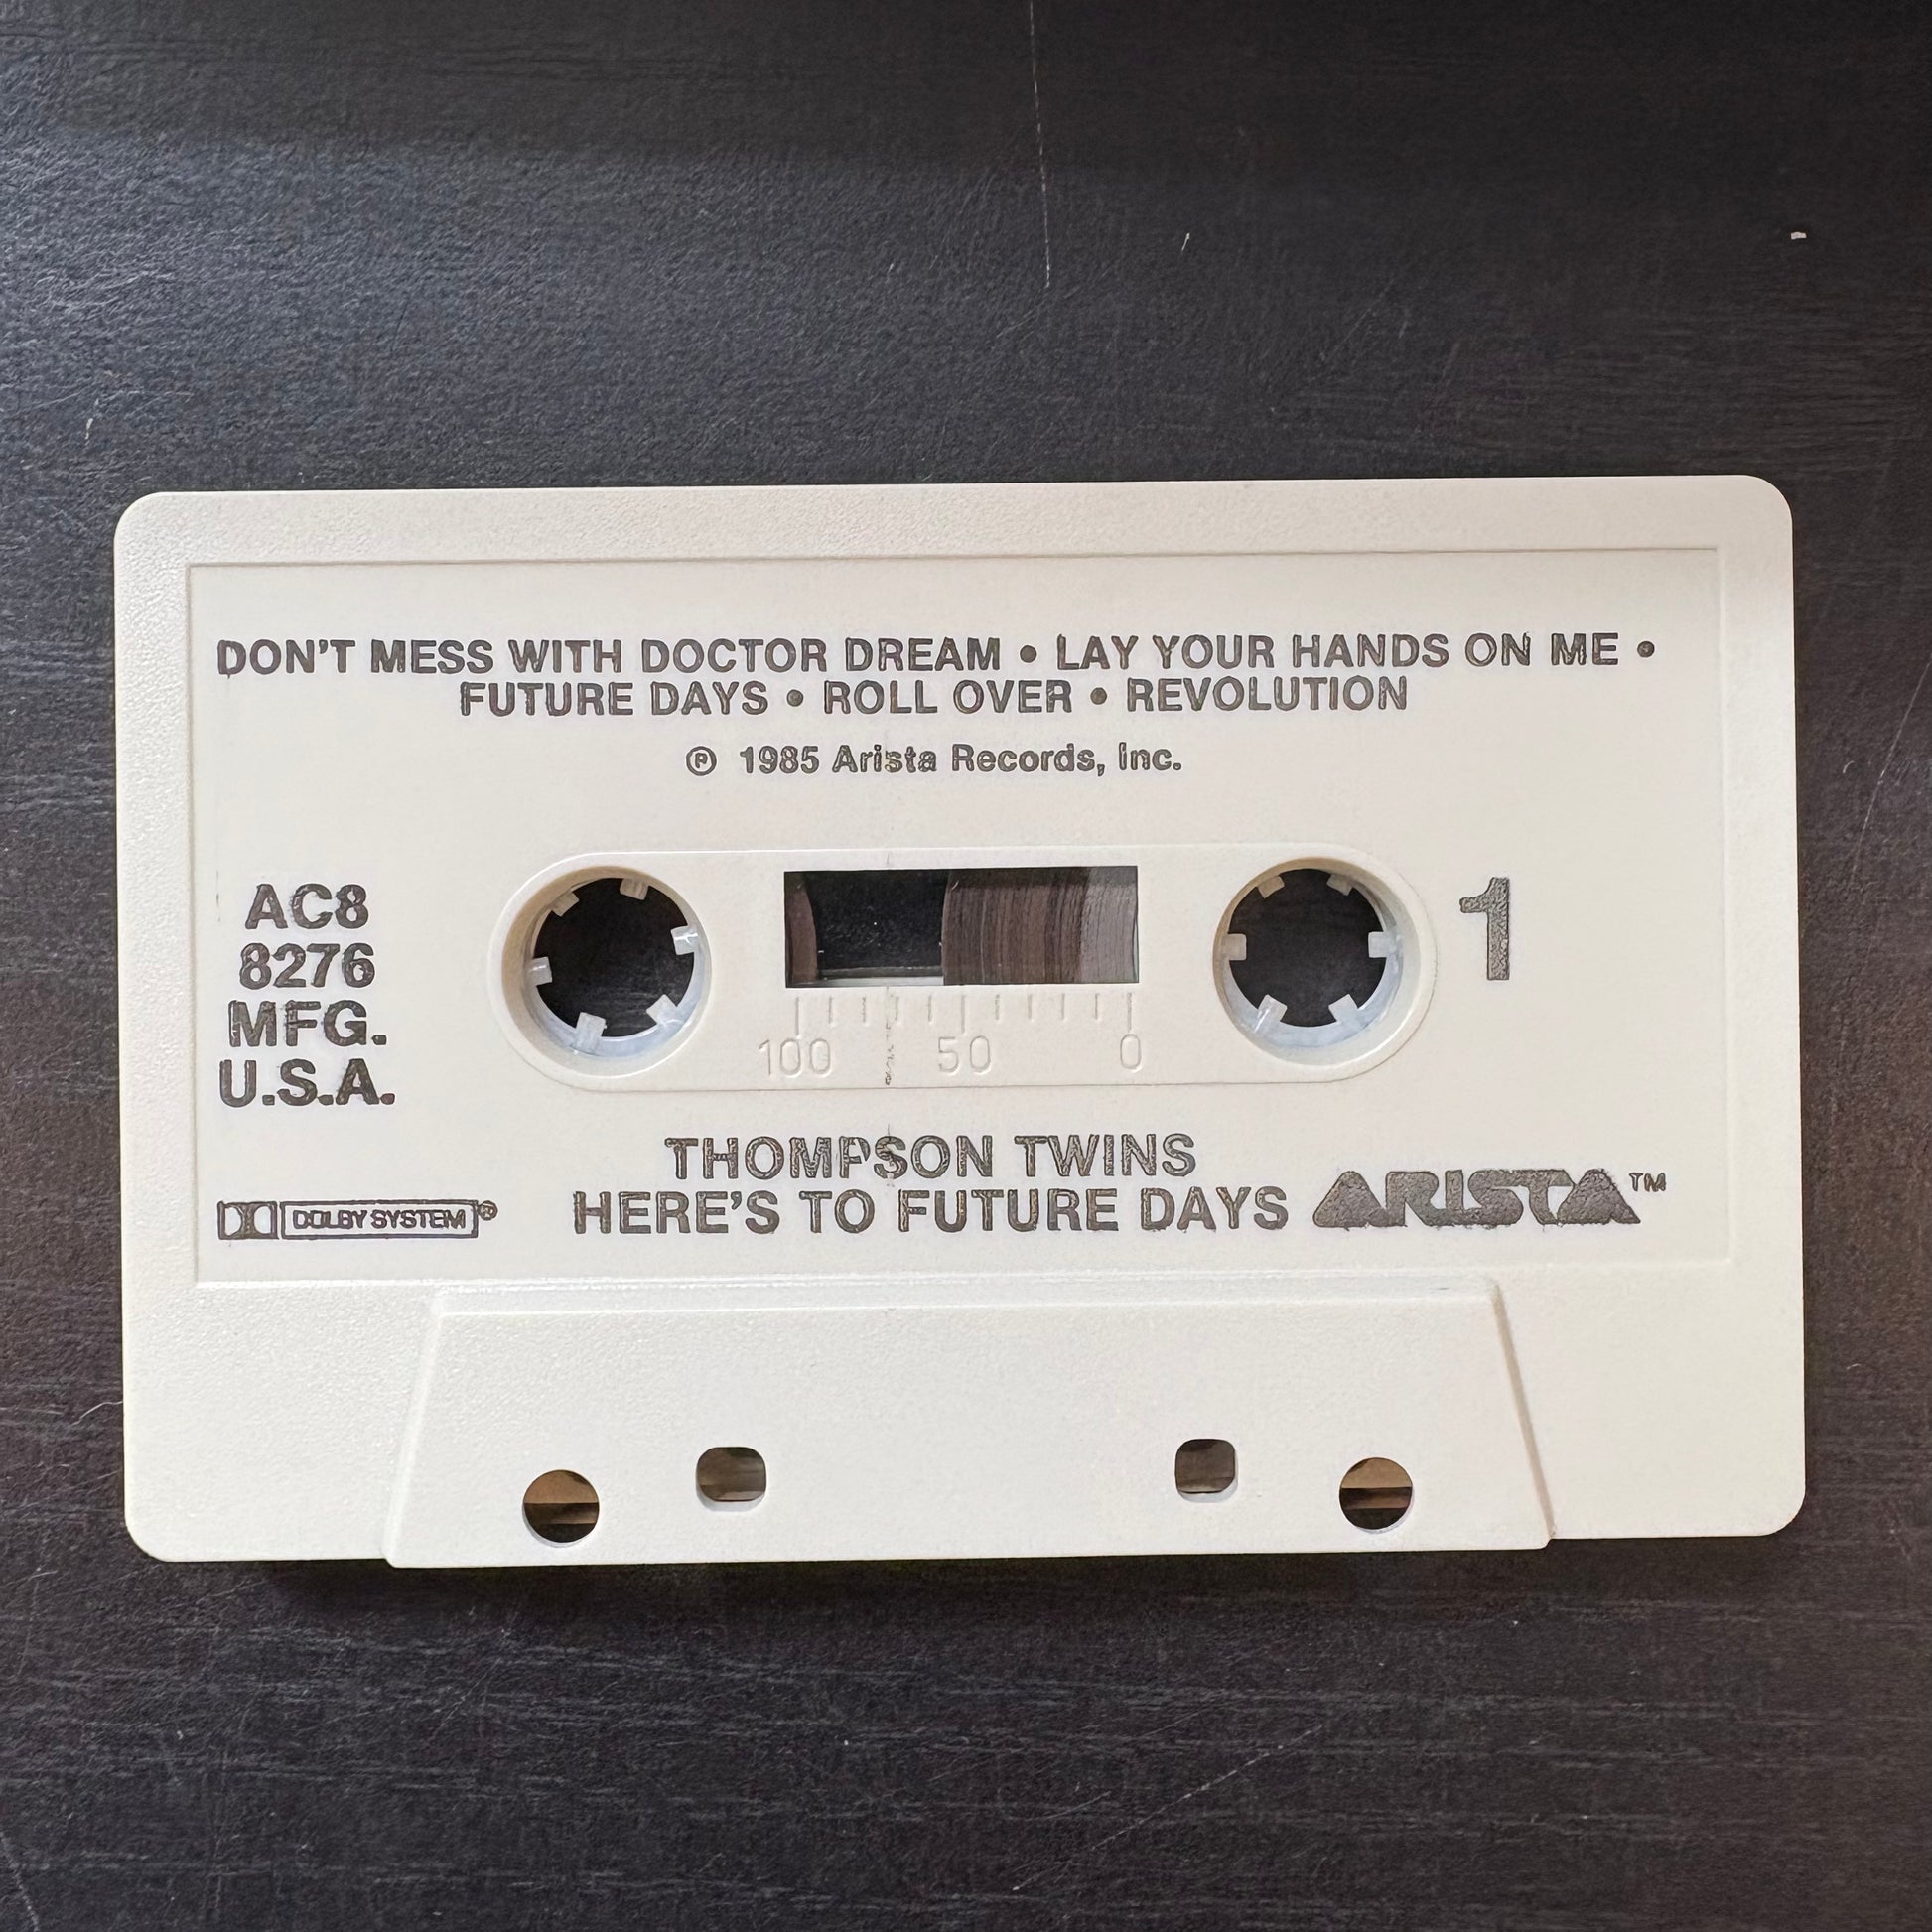 DON'T MESS WITH DOCTOR DREAM • LAY YOUR HANDS ON ME •
FUTURE DAYS • ROLL OVER • REVOLUTION
℗ 1985 Arista Records, Inc.
AC8
8276
MFG.
U.S.A.
1
100 50 0
THOMPSON TWINS
HERE'S TO FUTURE DAYS
DOLBY SYSTEM®
ARISTA™